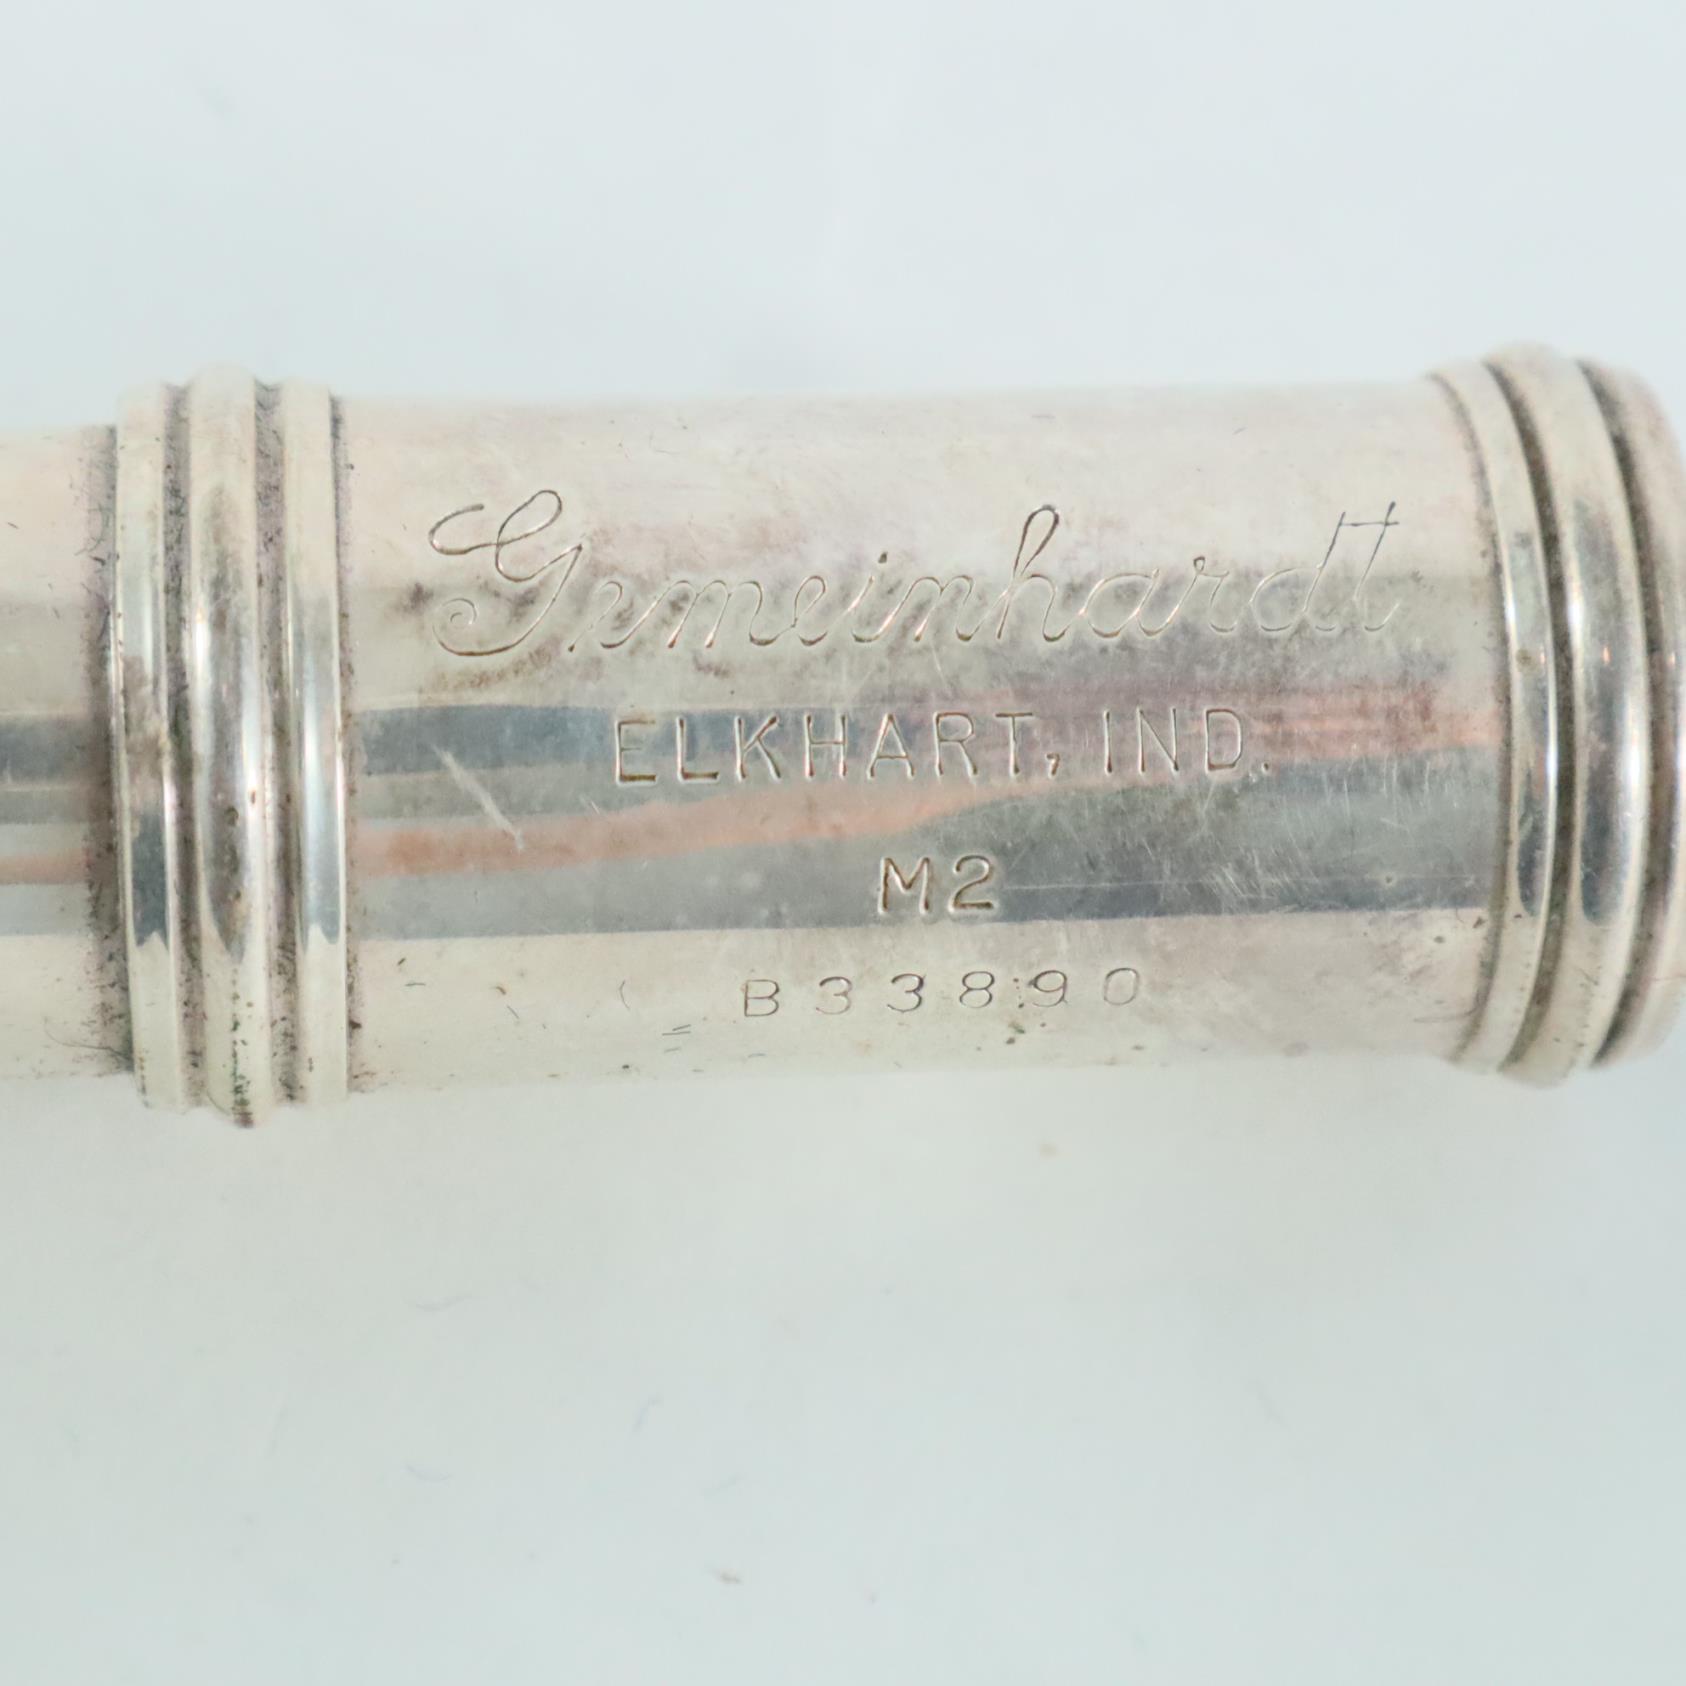 Gemeinhardt
ELKHART, IND.
M2
B33890